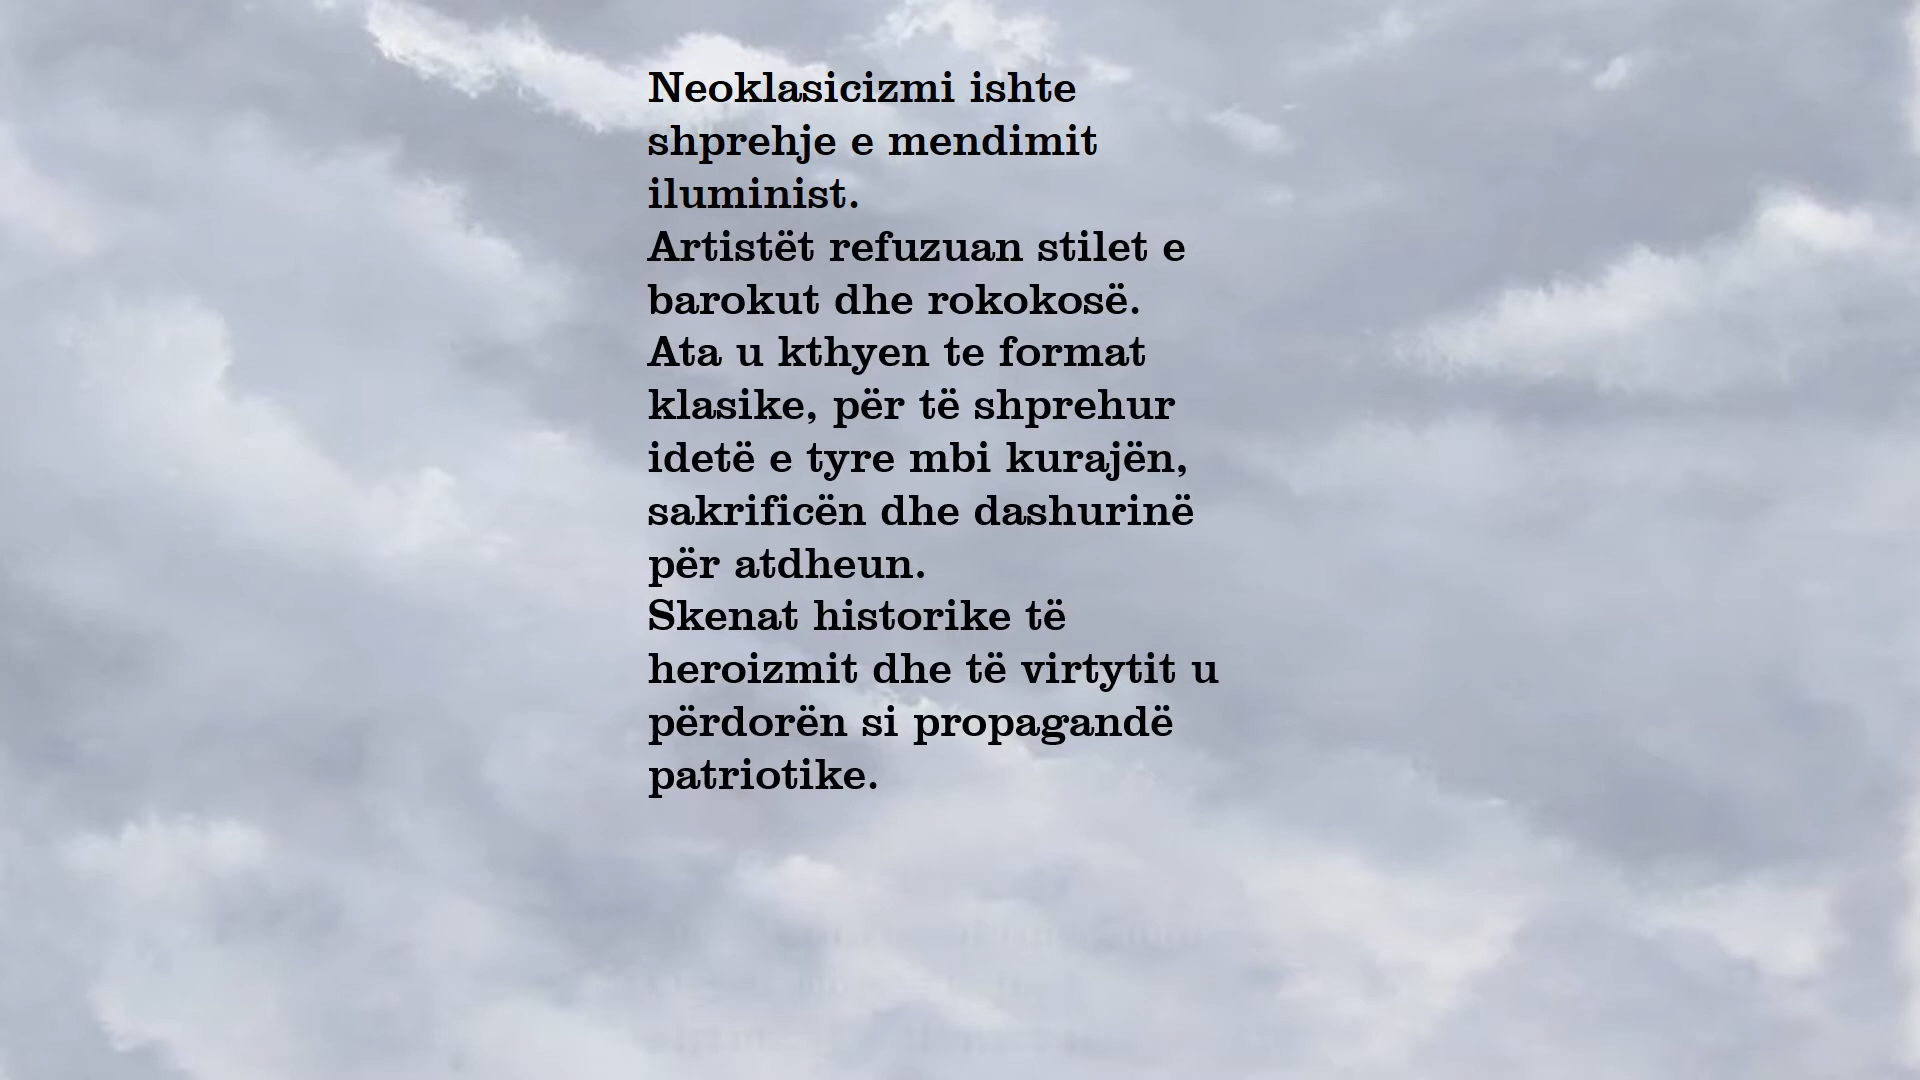 Neoklasicizmi ishte
shprehje e mendimit
iluminist.
Artistët refuzuan stilet e
barokut dhe rokokosë.
Ata u kthyen te format
klasike, për të shprehur
idetë e tyre mbi kurajën,
sakrificën dhe dashurinë
për atdheun.
Skenat historike të
heroizmit dhe të virtytit u
përdorën si propagandë
patriotike.